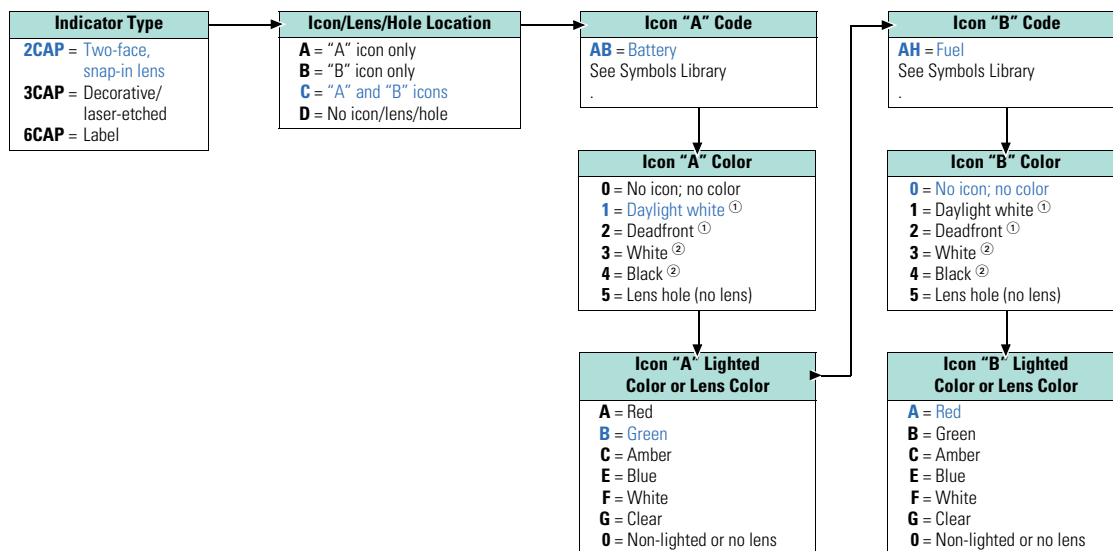 Indicator Type
2CAP = Two-face,
snap-in lens
3CAP = Decorative/
laser-etched
6CAP = Label
Icon/Lens/Hole Location
A = “A” icon only
B = “B” icon only
C = “A” and “B” icons
D = No icon/lens/hole
Icon “A” Code
AB = Battery
See Symbols Library
.
Icon “A” Color
0 = No icon; no color
1 = Daylight white ①
2 = Deadfront ①
3 = White ②
4 = Black ②
5 = Lens hole (no lens)
Icon “A” Lighted
Color or Lens Color
A = Red
B = Green
C = Amber
E = Blue
F = White
G = Clear
0 = Non-lighted or no lens
Icon “B” Code
AH = Fuel
See Symbols Library
.
Icon “B” Color
0 = No icon; no color
1 = Daylight white ①
2 = Deadfront ①
3 = White ②
4 = Black ②
5 = Lens hole (no lens)
Icon “B” Lighted
Color or Lens Color
A = Red
B = Green
C = Amber
E = Blue
F = White
G = Clear
0 = Non-lighted or no lens